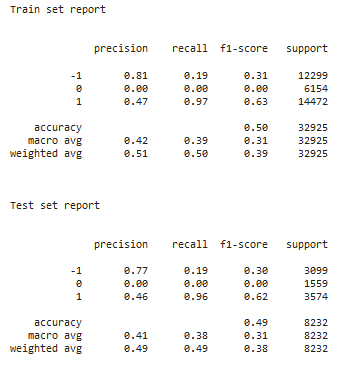 Train set report
precision recall f1-score support
-1 0.81 0.19 0.31 12299
0 0.00 0.00 0.00 6154
1 0.47 0.97 0.63 14472
accuracy 0.50 32925
macro avg 0.42 0.39 0.31 32925
weighted avg 0.51 0.50 0.39 32925
Test set report
precision recall f1-score support
-1 0.77 0.19 0.30 3099
0 0.00 0.00 0.00 1559
1 0.46 0.96 0.62 3574
accuracy 0.49 8232
macro avg 0.41 0.38 0.31 8232
weighted avg 0.49 0.49 0.38 8232